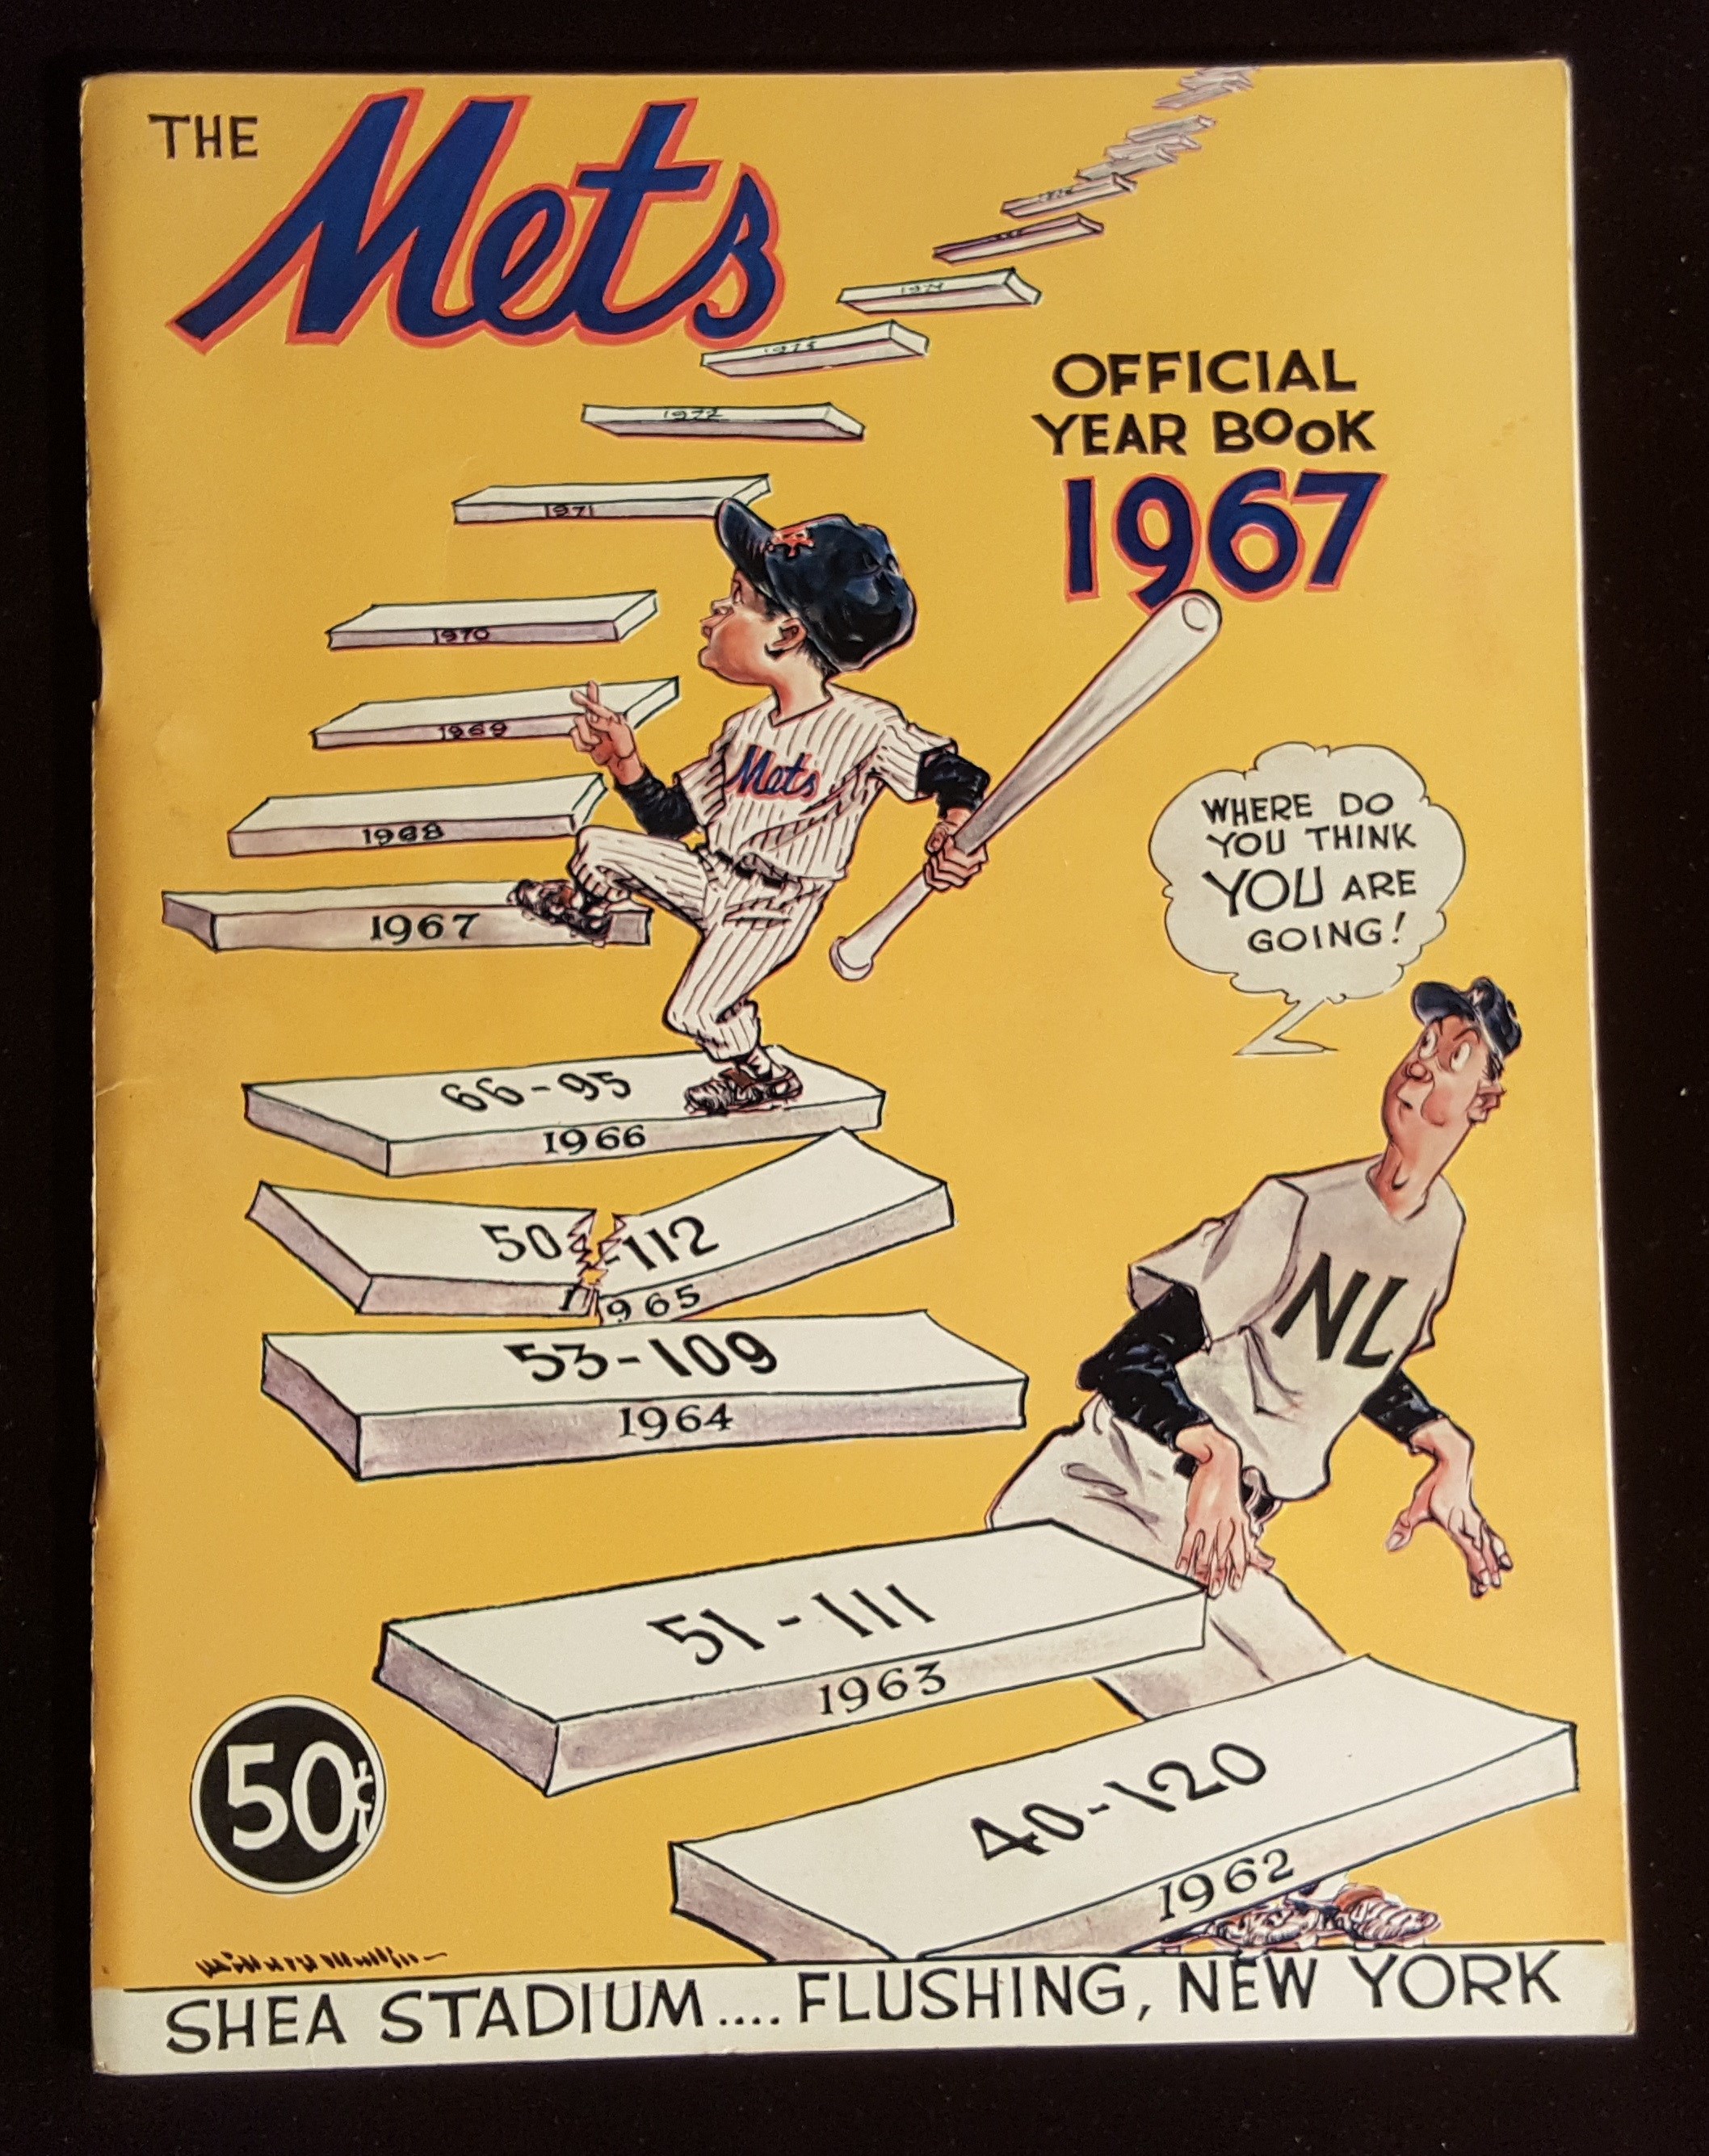 THE
Mets
OFFICIAL
YEAR BOOK
1967
1972
1971
1970
1969
1968
1967
Mets
WHERE DO
YOU THINK
YOU ARE
GOING!
66-95
1966
50-112
1965
53-109
1964
NL
51-111
1963
40-120
1962
50¢
SHEA STADIUM.... FLUSHING, NEW YORK